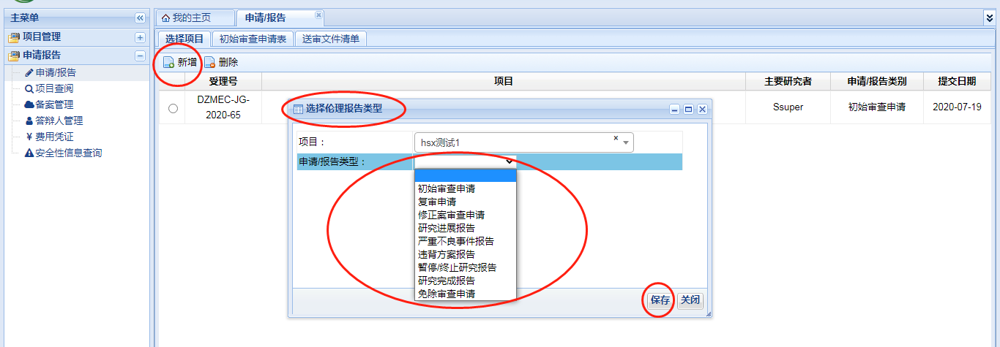 主菜单
项目管理
申请报告
申请/报告
项目查阅
备案管理
答辩人管理
¥ 费用凭证
安全性信息查询
我的主页 申请/报告
选择项目 初始审查申请表 送审文件清单
新增 删除
受理号 项目 主要研究者 申请/报告类别 提交日期
DZMEC-JG-
2020-65
Ssuper 初始审查申请 2020-07-19
选择伦理报告类型
项目： hsx测试1 ×
申请/报告类型：
初始审查申请
复审申请
修正案审查申请
研究进展报告
严重不良事件报告
违背方案报告
暂停/终止研究报告
研究完成报告
免除审查申请
保存 关闭